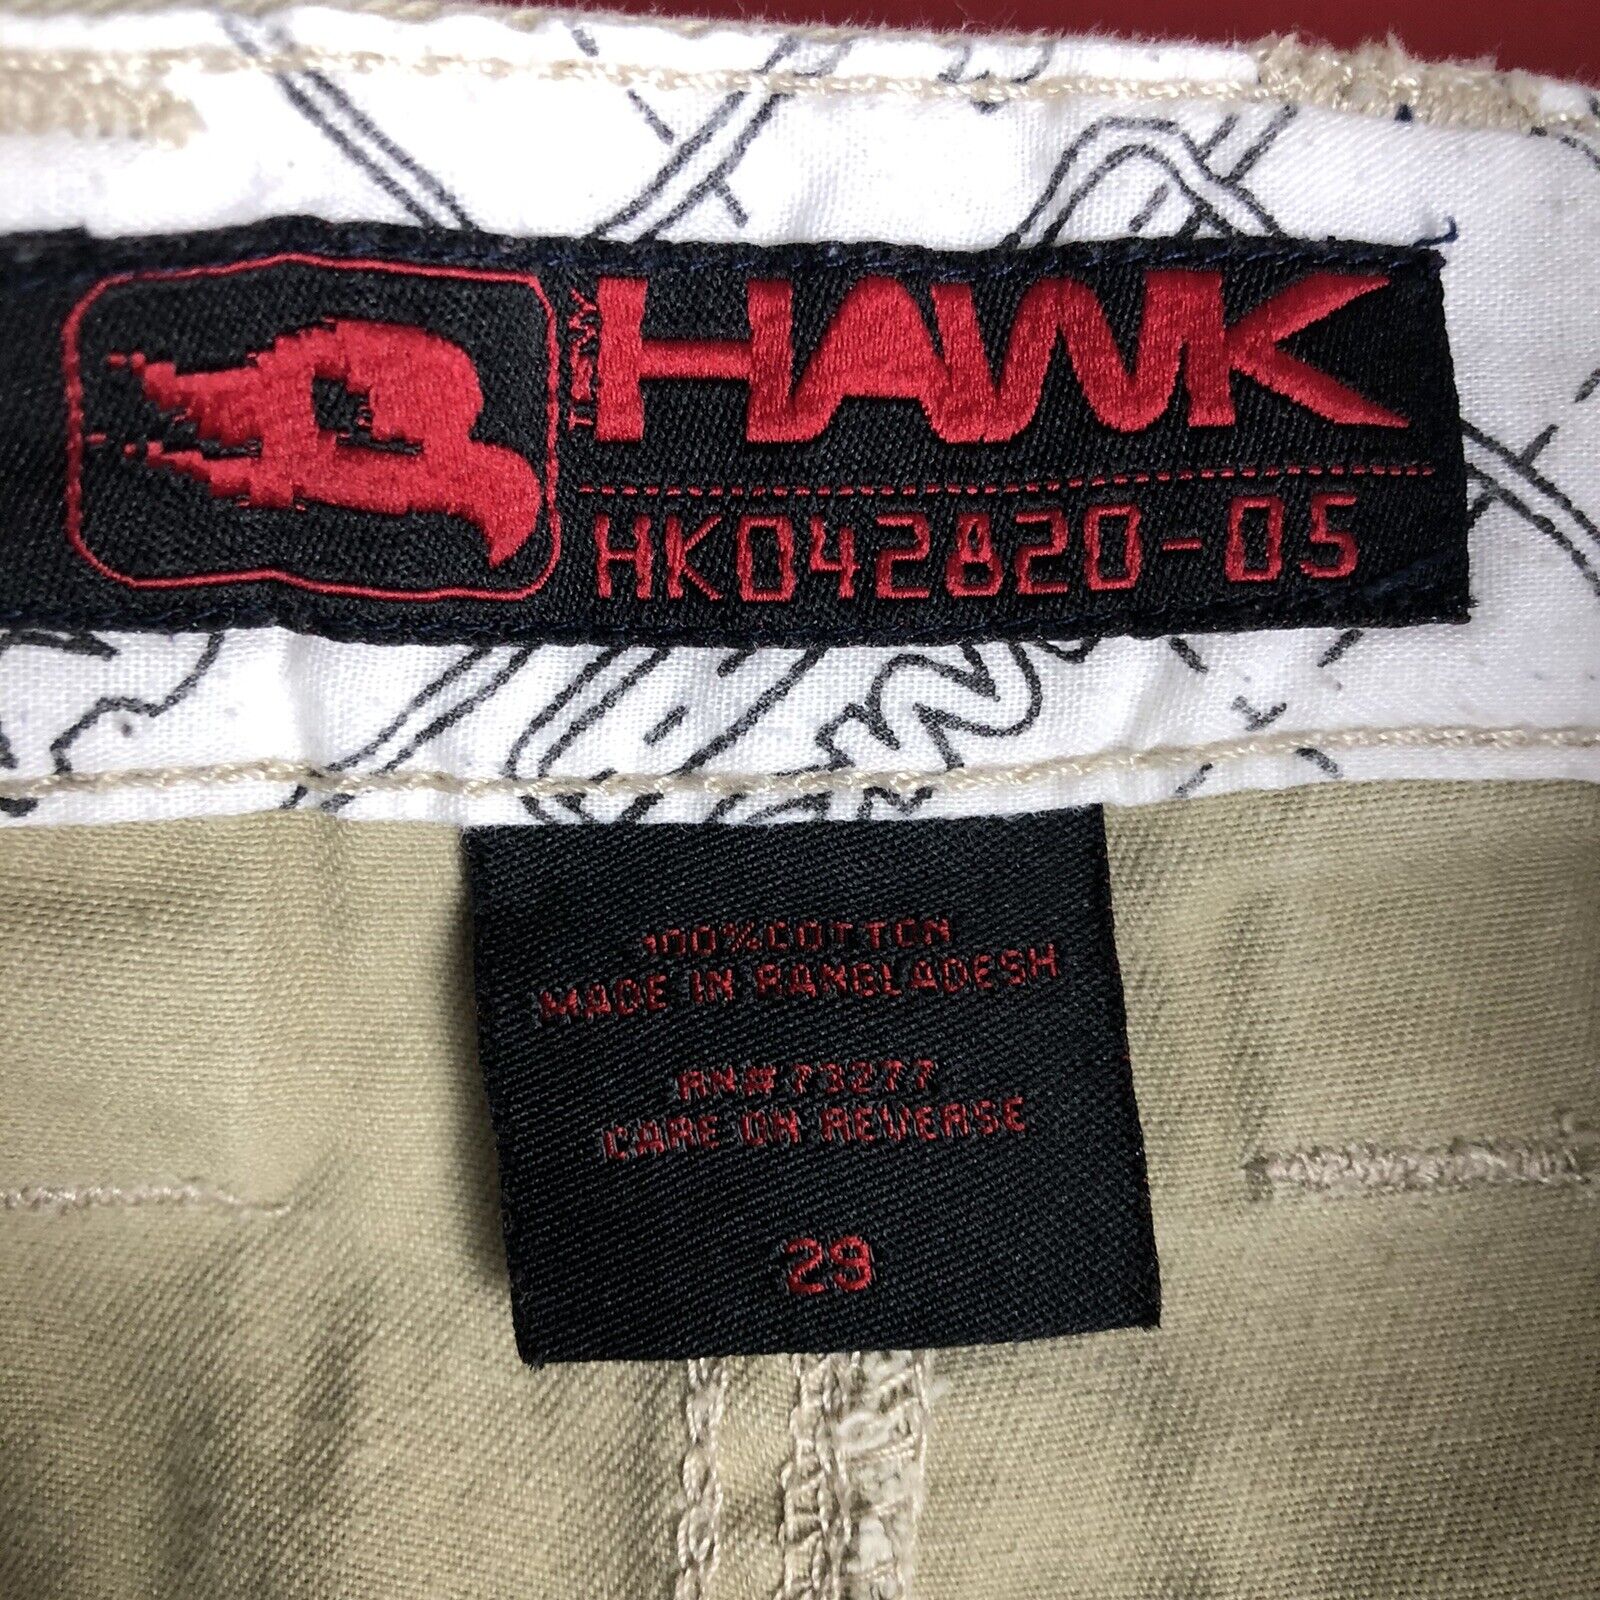 TONY HAWK
HK042820-05
100%COTTON
MADE IN BANGLADESH
RN#73277
CARE ON REVERSE
29